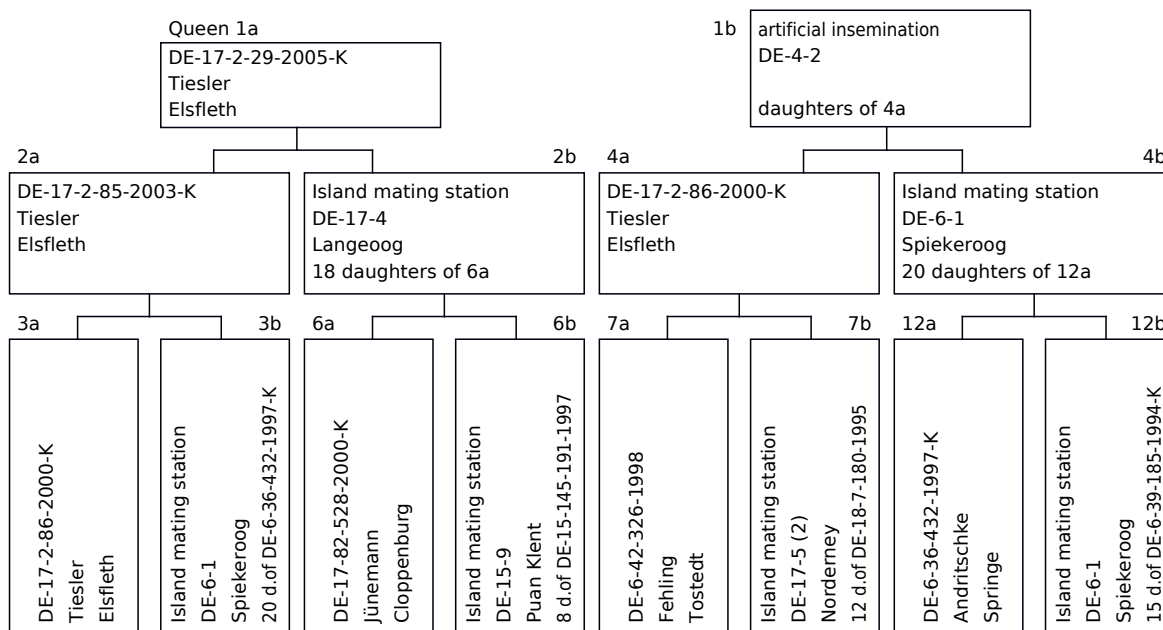 Queen 1a
DE-17-2-29-2005-K
Tiesler
Elsfleth
1b
artificial insemination
DE-4-2
daughters of 4a
2a
DE-17-2-85-2003-K
Tiesler
Elsfleth
2b
Island mating station
DE-17-4
Langeoog
18 daughters of 6a
4a
DE-17-2-86-2000-K
Tiesler
Elsfleth
4b
Island mating station
DE-6-1
Spiekeroog
20 daughters of 12a
3a
DE-17-2-86-2000-K
Tiesler
Elsfleth
3b
Island mating station
DE-6-1
Spiekeroog
20 d.of DE-6-36-432-1997-K
6a
DE-17-82-528-2000-K
Jünemann
Cloppenburg
6b
Island mating station
DE-15-9
Puan Klent
8 d.of DE-15-145-191-1997
7a
DE-6-42-326-1998
Fehling
Tostedt
7b
Island mating station
DE-17-5 (2)
Norderney
12 d.of DE-18-7-180-1995
12a
DE-6-36-432-1997-K
Andritschke
Springe
12b
Island mating station
DE-6-1
Spiekeroog
15 d.of DE-6-39-185-1994-K